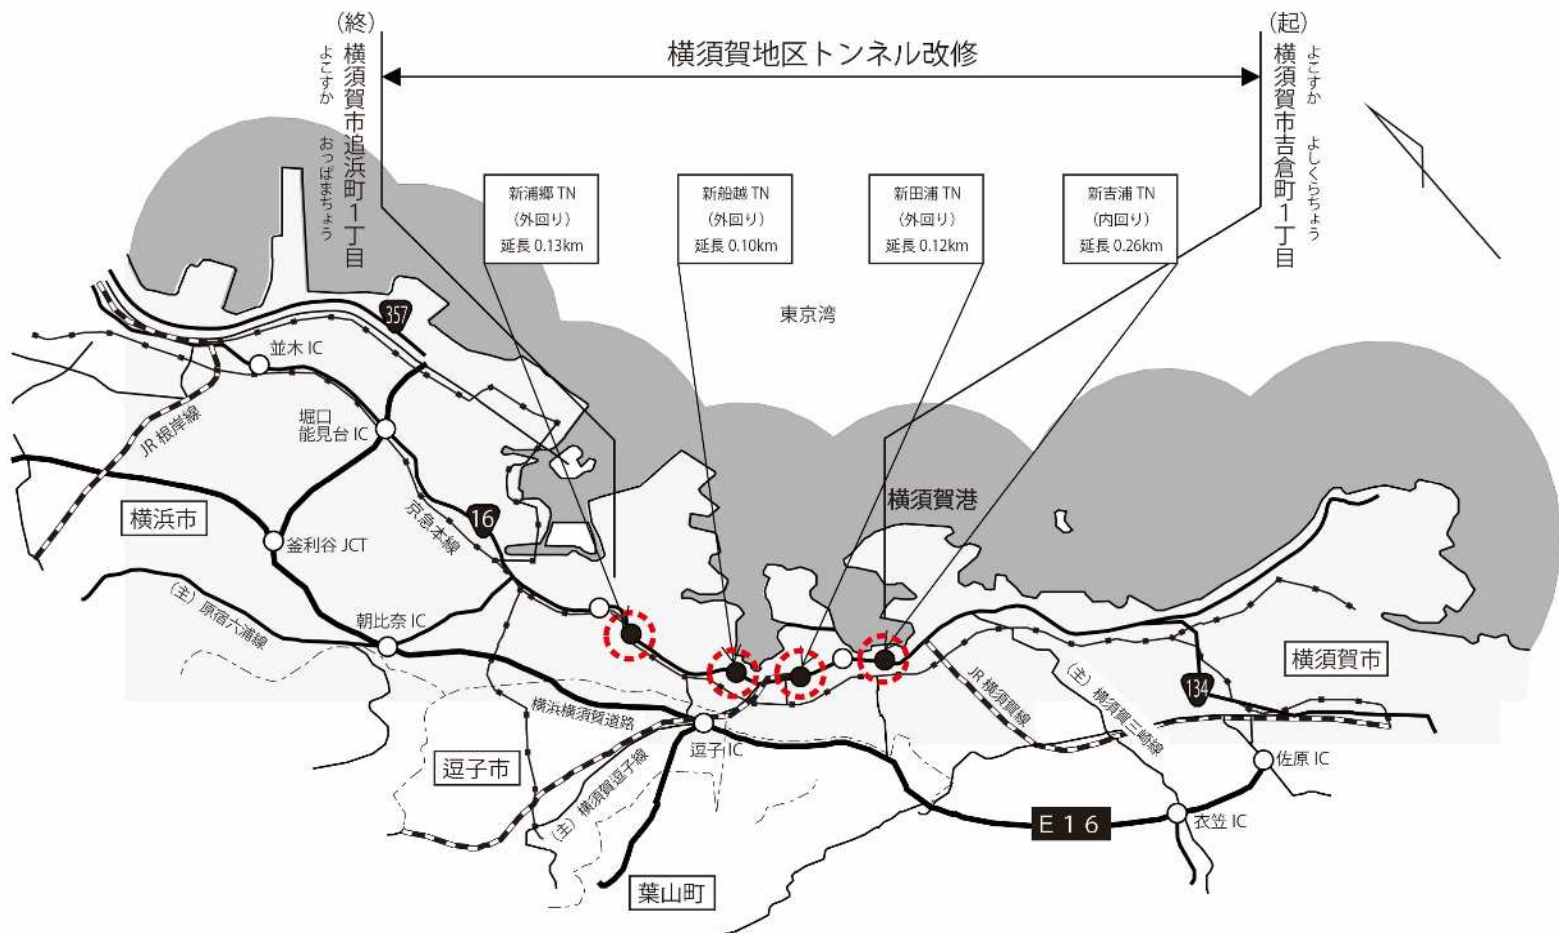 (終)
横須賀市追浜町1丁目
よこすか おっぱまちょう
横須賀地区トンネル改修
(起)
横須賀市吉倉町1丁目
よこすか よしくらちょう
新浦郷 TN
(外回り)
延長 0.13km
新船越 TN
(外回り)
延長 0.10km
新田浦 TN
(外回り)
延長 0.12km
新吉浦 TN
(内回り)
延長 0.26km
東京湾
357
並木 IC
JR 根岸線
堀口
能見台 IC
京急本線
16
横須賀港
横浜市
釜利谷 JCT
(主) 原宿六浦線
朝比奈 IC
横浜横須賀道路
逗子市
(主) 横須賀逗子線
逗子 IC
葉山町
JR 横須賀線
(主) 横須賀三崎線
横須賀市
134
佐原 IC
衣笠 IC
E16